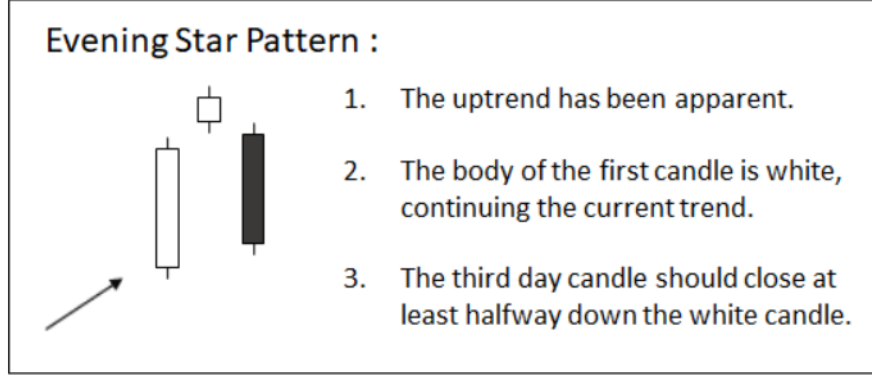 Evening Star Pattern :
1. The uptrend has been apparent.
2. The body of the first candle is white,
continuing the current trend.
3. The third day candle should close at
least halfway down the white candle.